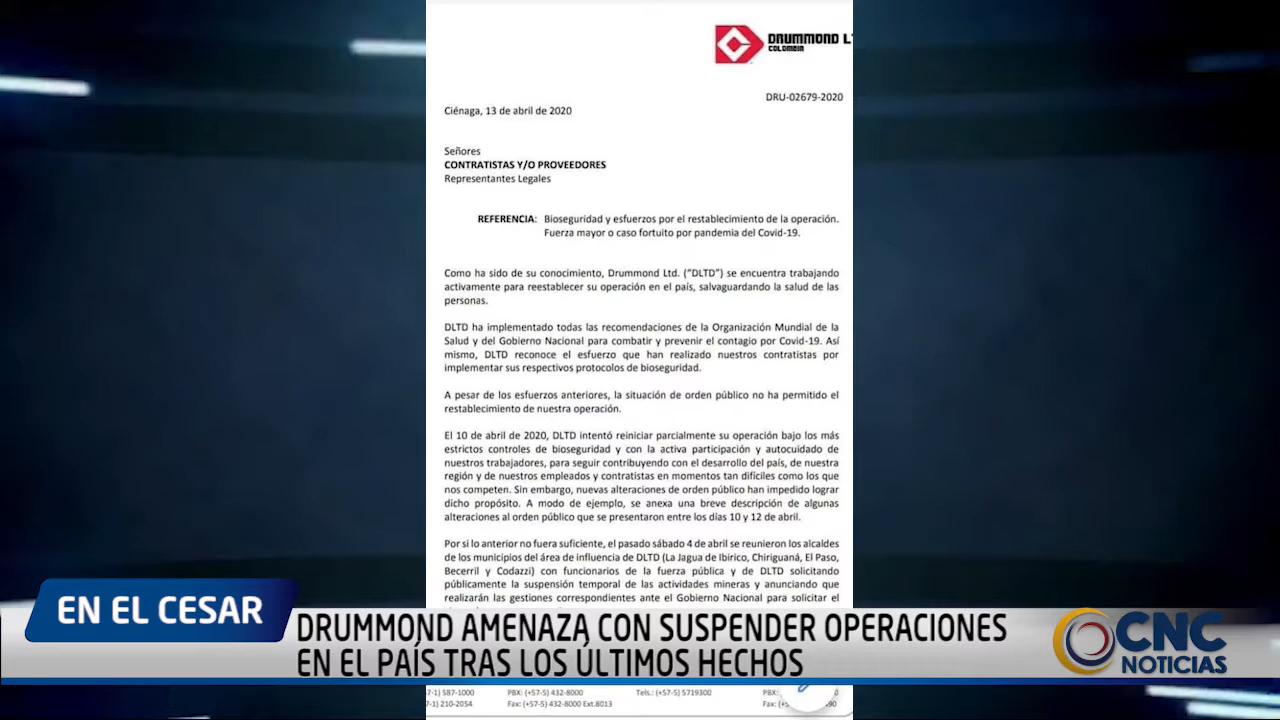 DRUMMOND LT
COLOMBIA
DRU-02679-2020
Ciénaga, 13 de abril de 2020
Señores
CONTRATISTAS Y/O PROVEEDORES
Representantes Legales
REFERENCIA: Bioseguridad y esfuerzos por el restablecimiento de la operación.
Fuerza mayor o caso fortuito por pandemia del Covid-19.
Como ha sido de su conocimiento, Drummond Ltd. (“DLTD”) se encuentra trabajando
activamente para reestablecer su operación en el país, salvaguardando la salud de las
personas.
DLTD ha implementado todas las recomendaciones de la Organización Mundial de la
Salud y del Gobierno Nacional para combatir y prevenir el contagio por Covid-19. Así
mismo, DLTD reconoce el esfuerzo que han realizado nuestros contratistas por
implementar sus respectivos protocolos de bioseguridad.
A pesar de los esfuerzos anteriores, la situación de orden público no ha permitido el
restablecimiento de nuestra operación.
El 10 de abril de 2020, DLTD intentó reiniciar parcialmente su operación bajo los más
estrictos controles de bioseguridad y con la activa participación y autocuidado de
nuestros trabajadores, para seguir contribuyendo con el desarrollo del país, de nuestra
región y de nuestros empleados y contratistas en momentos tan difíciles como los que
nos competen. Sin embargo, nuevas alteraciones de orden público han impedido lograr
dicho propósito. A modo de ejemplo, se anexa una breve descripción de algunas
alteraciones al orden público que se presentaron entre los días 10 y 12 de abril.
Por si lo anterior no fuera suficiente, el pasado sábado 4 de abril se reunieron los alcaldes
de los municipios del área de influencia de DLTD (La Jagua de Ibirico, Chiriguaná, El Paso,
Becerril y Codazzi) con funcionarios de la fuerza pública y de DLTD solicitando
públicamente la suspensión temporal de las actividades mineras y anunciando que
realizarán las gestiones correspondientes ante el Gobierno Nacional para solicitar el
EN EL CESAR
DRUMMOND AMENAZA CON SUSPENDER OPERACIONES
EN EL PAÍS TRAS LOS ÚLTIMOS HECHOS
CNC
NOTICIAS
57-1) 587-1000 PBX: (+57-5) 432-8000 Tels.: (+57-5) 5719300 PBX: 0
7-1) 210-2054 Fax: (+57-5) 432-8000 Ext.8013 Fax: (+5 90